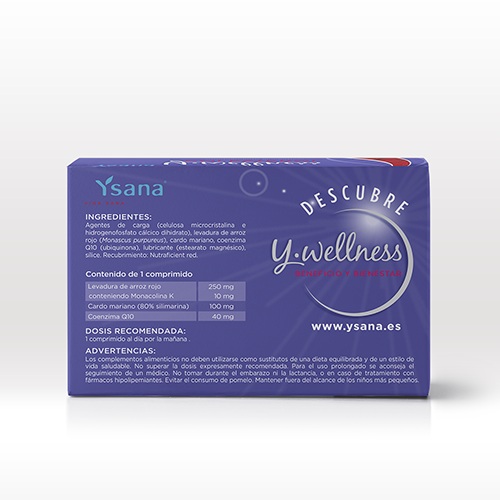 Ysana®
VIDA SANA
INGREDIENTES:
Agentes de carga (celulosa microcristalina e
hidrogenofosfato cálcico dihidrato), levadura de arroz
rojo (Monascus purpureus), cardo mariano, coenzima
Q10 (ubiquinona), lubricante (estearato magnésico),
sílice. Recubrimiento: Nutraficient red.
Contenido de 1 comprimido
Levadura de arroz rojo 250 mg
conteniendo Monacolina K 10 mg
Cardo mariano (80% silimarina) 100 mg
Coenzima Q10 40 mg
DOSIS RECOMENDADA:
1 comprimido al día por la mañana .
ADVERTENCIAS:
Los complementos alimenticios no deben utilizarse como sustitutos de una dieta equilibrada y de un estilo de
vida saludable. No superar la dosis expresamente recomendada. Para el uso prolongado se aconseja el
seguimiento de un médico. No tomar durante el embarazo ni la lactancia, o en caso de tratamiento con
fármacos hipolipemiantes. Evitar el consumo de pomelo. Mantener fuera del alcance de los niños más pequeños.
DESCUBRE
y·wellness
www.ysana.es